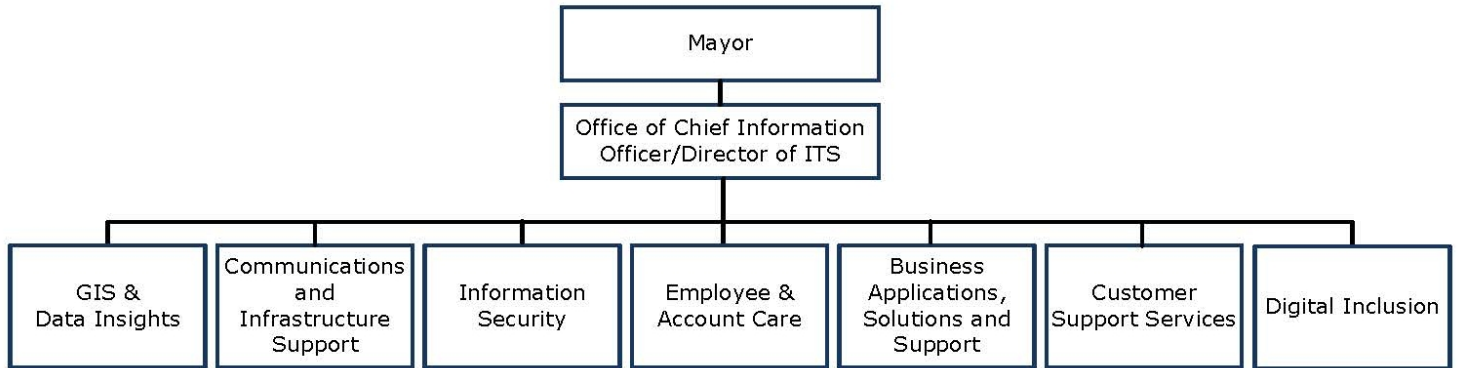 Mayor
Office of Chief Information
Officer/Director of ITS
GIS &
Data Insights
Communications
and
Infrastructure
Support
Information
Security
Employee &
Account Care
Business
Applications,
Solutions and
Support
Customer
Support Services
Digital Inclusion